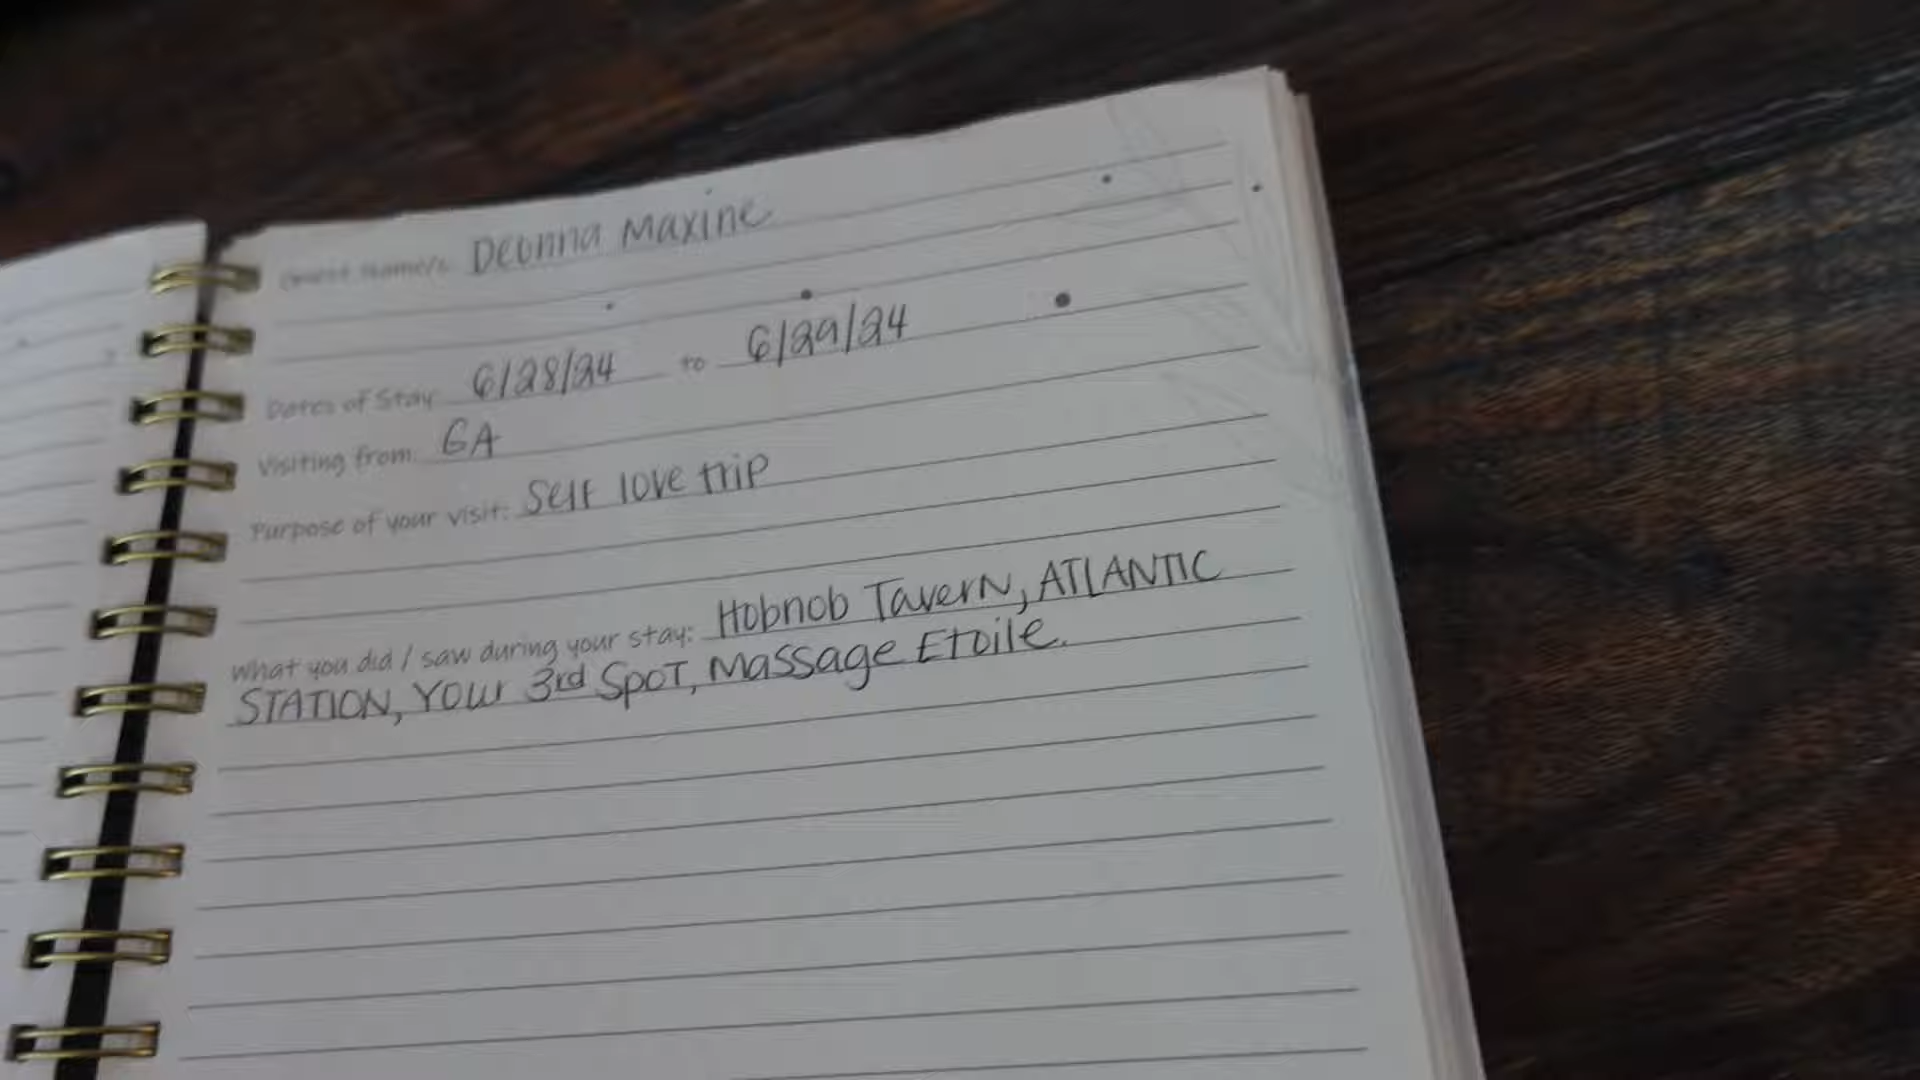 Guest Name/s: Deonna Maxine
Dates of Stay: 6/28/24 to 6/29/24
Visiting from: GA
Purpose of your visit: Self love trip
What you did / saw during your stay: Hobnob Tavern, ATLANTIC
STATION, YOUr 3rd SpoT, Massage Etoile.